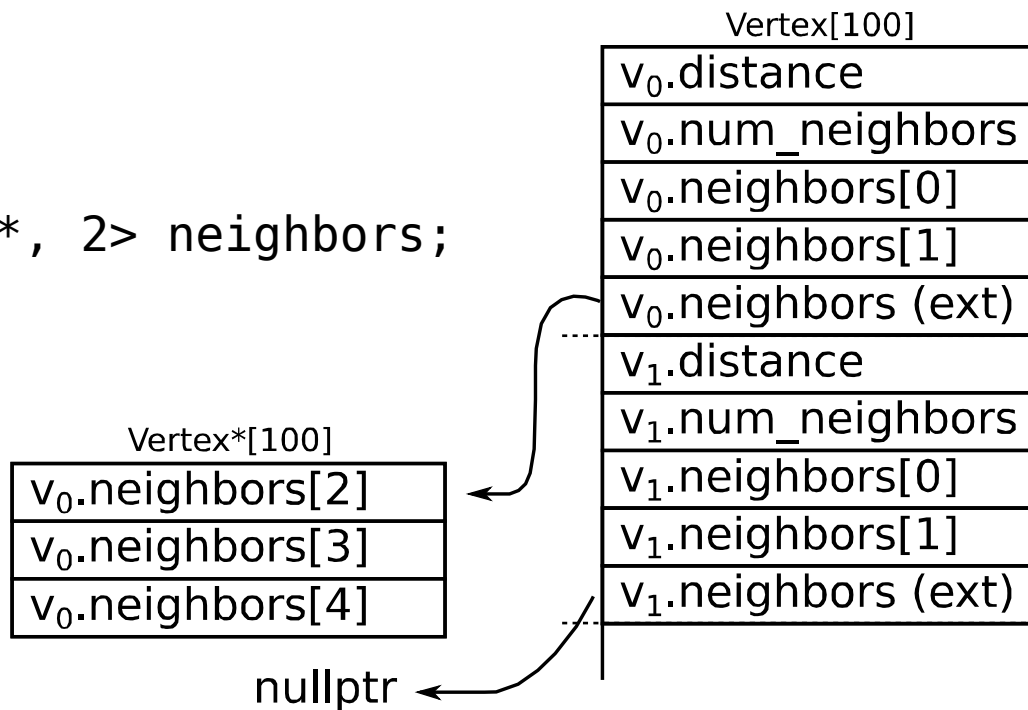 *, 2> neighbors;
Vertex*[100]
v₀.neighbors[2]
v₀.neighbors[3]
v₀.neighbors[4]
nullptr
Vertex[100]
v₀.distance
v₀.num_neighbors
v₀.neighbors[0]
v₀.neighbors[1]
v₀.neighbors (ext)
v₁.distance
v₁.num_neighbors
v₁.neighbors[0]
v₁.neighbors[1]
v₁.neighbors (ext)